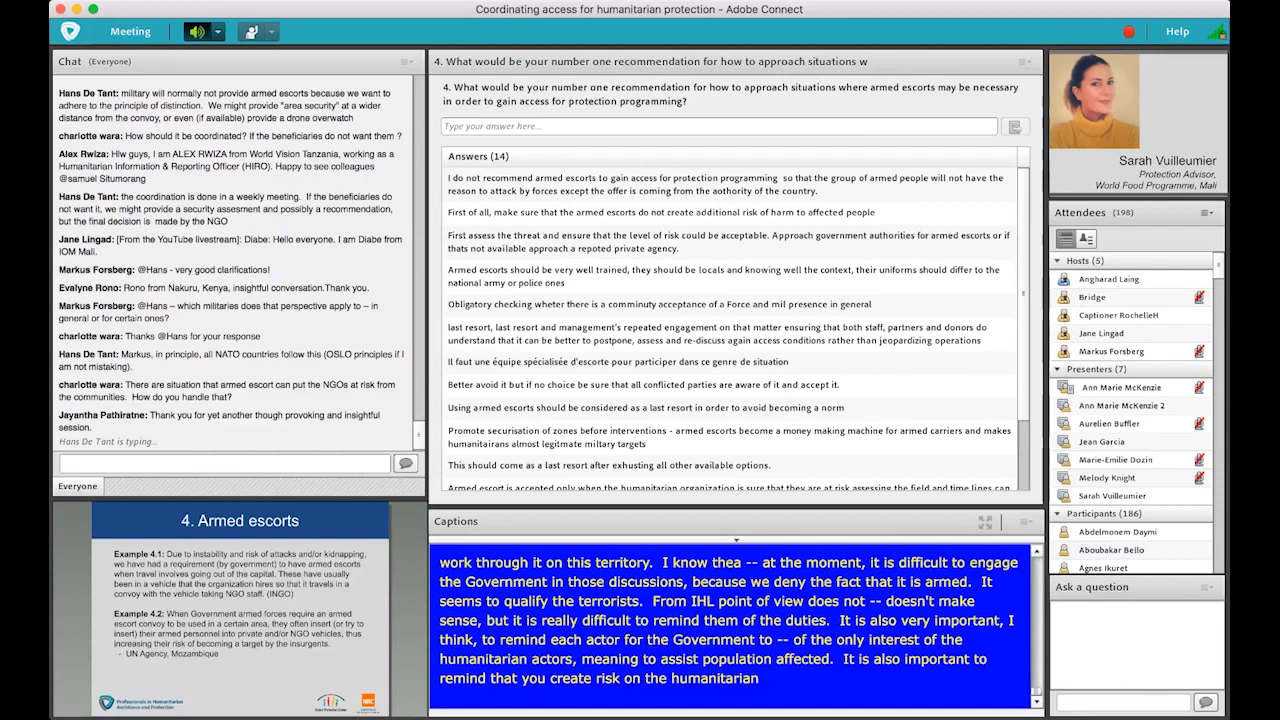 Coordinating access for humanitarian protection - Adobe Connect
Meeting
Help
Chat (Everyone)
Hans De Tant: military will normally not provide armed escorts because we want to
adhere to the principle of distinction. We might provide "area security" at a wider
distance from the convoy, or even (if available) provide a drone overwatch
charlotte wara: How should it be coordinated? If the beneficiaries do not want them ?
Alex Rwiza: HIw guys, I am ALEX RWIZA from World Vision Tanzania, working as a
Humanitarian Information & Reporting Officer (HIRO). Happy to see colleagues
@samuel Situmorang
Hans De Tant: the coordination is done in a weekly meeting. If the beneficiaries do
not want it, we might provide a security assesment and possibly a recommendation,
but the final decision is made by the NGO
Jane Lingad: [From the YouTube livestream]: Diabe: Hello everyone. I am Diabe from
IOM Mali.
Markus Forsberg: @Hans - very good clarifications!
Evalyne Rono: Rono from Nakuru, Kenya, insightful conversation.Thank you.
Markus Forsberg: @Hans – which militaries does that perspective apply to – in
general or for certain ones?
charlotte wara: Thanks @Hans for your response
Hans De Tant: Markus, in principle, all NATO countries follow this (OSLO principles if I
am not mistaking).
charlotte wara: There are situation that armed escort can put the NGOs at risk from
the communities. How do you handle that?
Jayantha Pathiratne: Thank you for yet another though provoking and insightful
session.
Hans De Tant is typing...
Everyone
4. Armed escorts
Example 4.1: Due to instability and risk of attacks and/or kidnapping,
we have had a requirement (by government) to have armed escorts
when travel involves going out of the capital. These have usually
been in a vehicle that the organization hires so that it travels in a
convoy with the vehicle taking NGO staff. (INGO)
Example 4.2: When Government armed forces require an armed
escort convoy to be used in a certain area, they often insert (or try to
insert) their armed personnel into private and/or NGO vehicles, thus
increasing their risk of becoming a target by the insurgents.
- UN Agency, Mozambique
Professionals in Humanitarian
Assistance and Protection
NRC
4. What would be your number one recommendation for how to approach situations w
4. What would be your number one recommendation for how to approach situations where armed escorts may be necessary
in order to gain access for protection programming?
Type your answer here...
Answers (14)
I do not recommend armed escorts to gain access for protection programming so that the group of armed people will not have the
reason to attack by forces except the offer is coming from the aothority of the country.
First of all, make sure that the armed escorts do not create additional risk of harm to affected people
First assess the threat and ensure that the level of risk could be acceptable. Approach government authorities for armed escorts or if
thats not available approach a repoted private agency.
Armed escorts should be very well trained, they should be locals and knowing well the context, their uniforms should differ to the
national army or police ones
Obligatory checking wheter there is a comminuty acceptance of a Force and mil presence in general
last resort, last resort and management's repeated engagement on that matter ensuring that both staff, partners and donors do
understand that it can be better to postpone, assess and re-discuss again access conditions rather than jeopardizing operations
Il faut une équipe spécialisée d'escorte pour participer dans ce genre de situation
Better avoid it but if no choice be sure that all conflicted parties are aware of it and accept it.
Using armed escorts should be considered as a last resort in order to avoid becoming a norm
Promote securisation of zones before interventions - armed escorts become a money making machine for armed carriers and makes
humanitairans almost legitmate miltary targets
This should come as a last resort after exhusting all other available options.
Armed escort is accepted only when the humanitarian organization is sure that they are at risk assessing the field and time lines can
Captions
work through it on this territory. I know thea -- at the moment, it is difficult to engage
the Government in those discussions, because we deny the fact that it is armed. It
seems to qualify the terrorists. From IHL point of view does not -- doesn't make
sense, but it is really difficult to remind them of the duties. It is also very important, I
think, to remind each actor for the Government to -- of the only interest of the
humanitarian actors, meaning to assist population affected. It is also important to
remind that you create risk on the humanitarian
Sarah Vuilleumier
Protection Advisor,
World Food Programme, Mali
Attendees (198)
Hosts (5)
Angharad Laing
Bridge
Captioner RochelleH
Jane Lingad
Markus Forsberg
Presenters (7)
Ann Marie McKenzie
Ann Marie McKenzie 2
Aurelien Buffler
Jean Garcia
Marie-Emilie Dozin
Melody Knight
Sarah Vuilleumier
Participants (186)
Abdelmonem Daymi
Aboubakar Bello
Agnes Ikuret
Ask a question